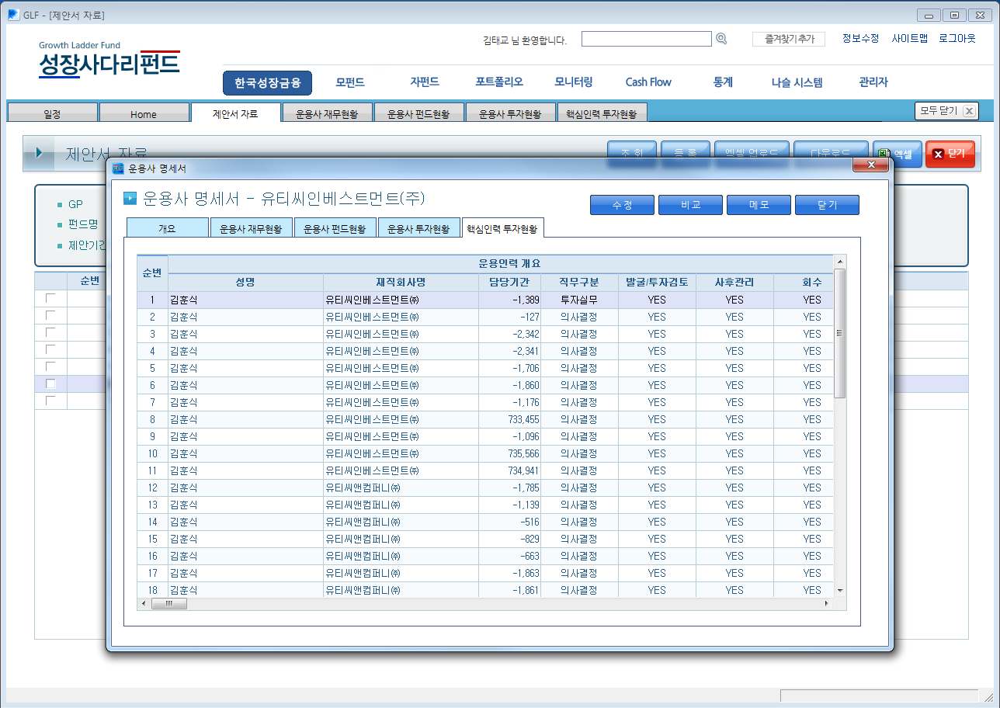 GLF - [제안서 자료]
Growth Ladder Fund
성장사다리펀드
김태교 님 환영합니다.
즐겨찾기 추가
정보수정 사이트맵 로그아웃
한국성장금융 모펀드 자펀드 포트폴리오 모니터링 Cash Flow 통계 나슬 시스템 관리자
일정 Home 제안서 자료 운용사 재무현황 운용사 펀드현황 운용사 투자현황 핵심인력 투자현황 모두 닫기
제안서 자료
조 회 등 록 엑셀 업로드 다운로드 엑셀 닫기
GP
펀드명
제안기간
순번
운용사 명세서
운용사 명세서 - 유티씨인베스트먼트(주)
수 정 비 교 메 모 닫 기
개요 운용사 재무현황 운용사 펀드현황 운용사 투자현황 핵심인력 투자현황
순번 운용인력 개요
성명 재직회사명 담당기간 직무구분 발굴/투자검토 사후관리 회수
1 김훈식 유티씨인베스트먼트㈜ -1,389 투자실무 YES YES YES
2 김훈식 유티씨인베스트먼트㈜ -127 의사결정 YES YES YES
3 김훈식 유티씨인베스트먼트㈜ -2,342 의사결정 YES YES YES
4 김훈식 유티씨인베스트먼트㈜ -2,341 의사결정 YES YES YES
5 김훈식 유티씨인베스트먼트㈜ -1,706 의사결정 YES YES YES
6 김훈식 유티씨인베스트먼트㈜ -1,860 의사결정 YES YES YES
7 김훈식 유티씨인베스트먼트㈜ -1,176 의사결정 YES YES YES
8 김훈식 유티씨인베스트먼트㈜ 733,455 의사결정 YES YES YES
9 김훈식 유티씨인베스트먼트㈜ -1,096 의사결정 YES YES YES
10 김훈식 유티씨인베스트먼트㈜ 735,566 의사결정 YES YES YES
11 김훈식 유티씨인베스트먼트㈜ 734,941 의사결정 YES YES YES
12 김훈식 유티씨앤컴퍼니㈜ -1,785 의사결정 YES YES YES
13 김훈식 유티씨앤컴퍼니㈜ -1,139 의사결정 YES YES YES
14 김훈식 유티씨앤컴퍼니㈜ -516 의사결정 YES YES YES
15 김훈식 유티씨앤컴퍼니㈜ -829 의사결정 YES YES YES
16 김훈식 유티씨앤컴퍼니㈜ -663 의사결정 YES YES YES
17 김훈식 유티씨앤컴퍼니㈜ -1,863 의사결정 YES YES YES
18 김훈식 유티씨앤컴퍼니㈜ -1,861 의사결정 YES YES YES